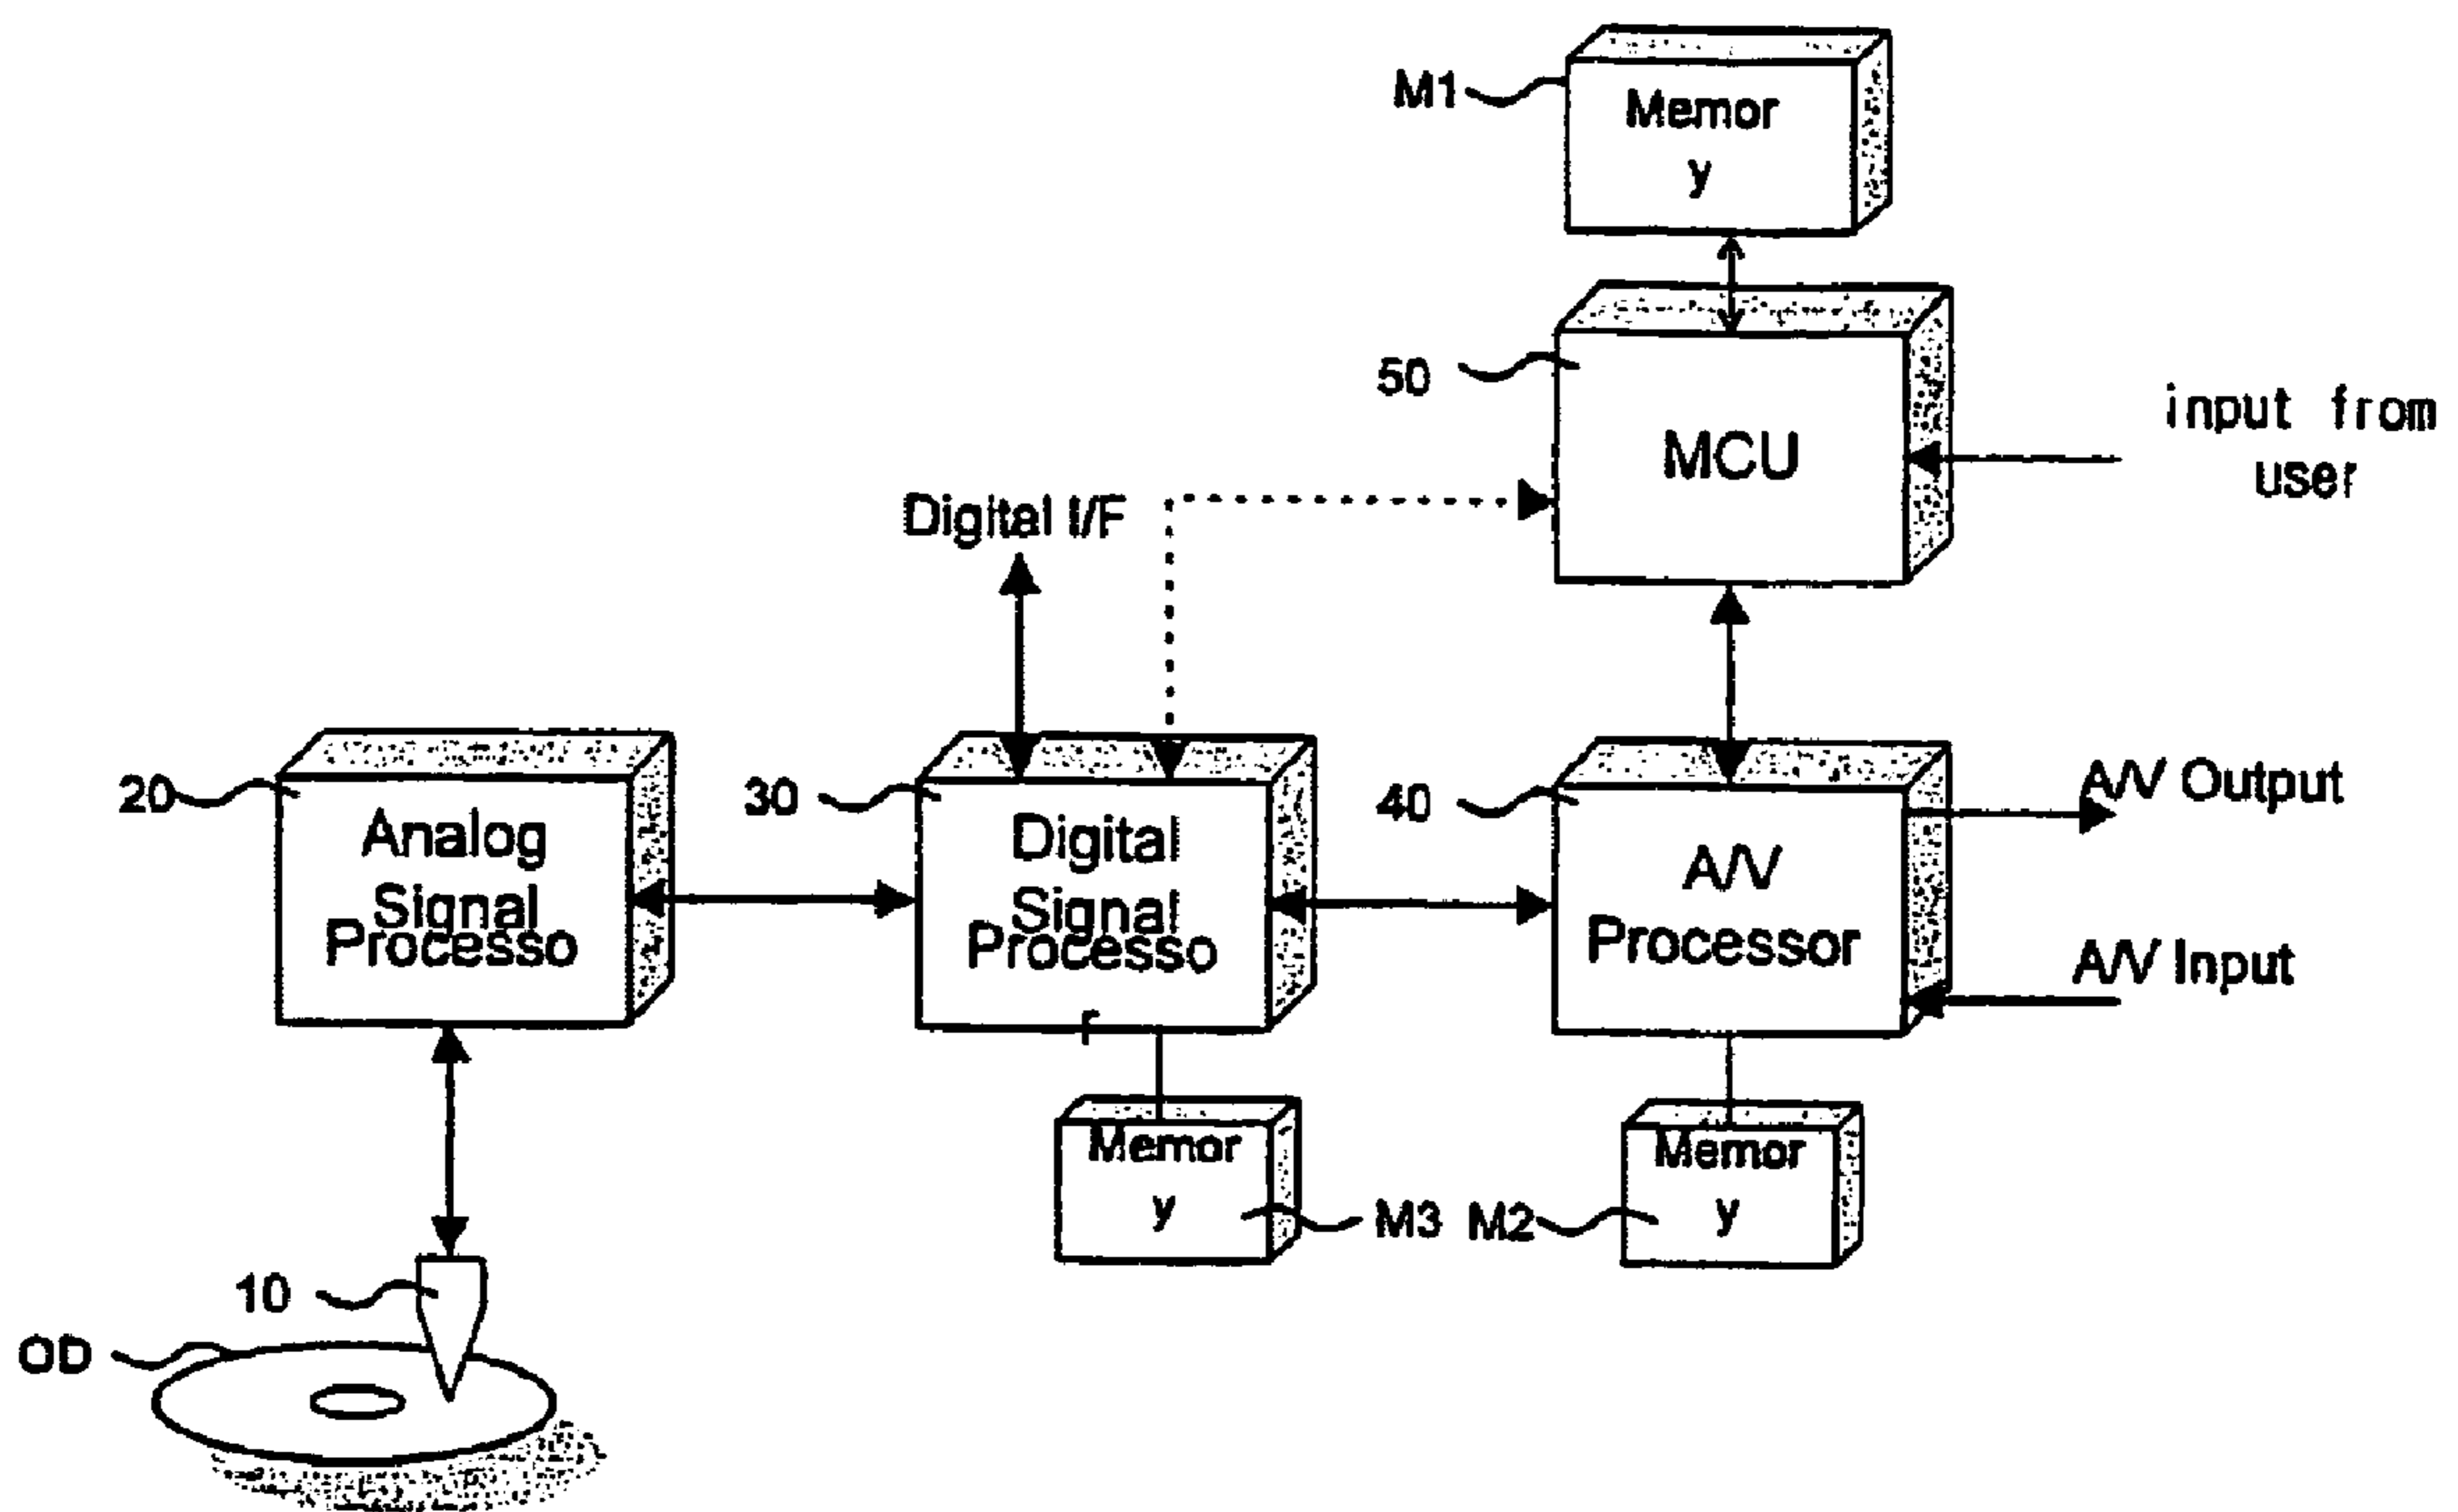 M1
Memor
y
50
MCU
input from
user
Digital I/F
20
Analog
Signal
Processo
30
Digital
Signal
Processo
r
40
A/V
Processor
A/V Output
A/V Input
Memor
y
M3
M2
Memor
y
10
OD